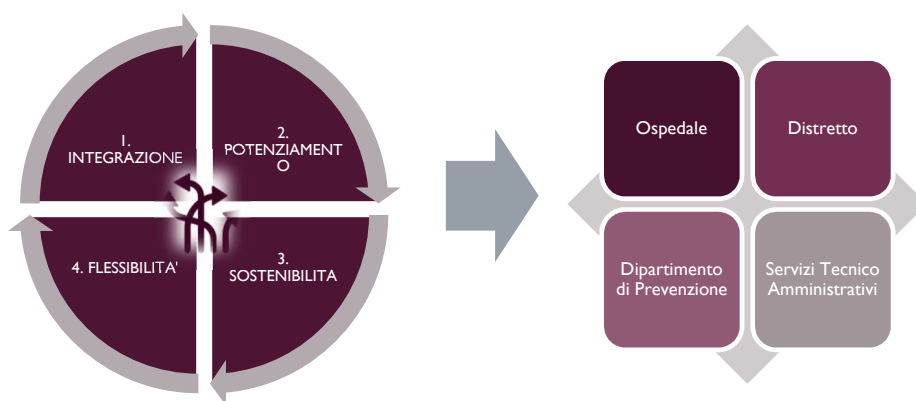 1.
INTEGRAZIONE
2.
POTENZIAMENT
O
3.
SOSTENIBILITA
4. FLESSIBILITA'
Ospedale
Distretto
Dipartimento
di Prevenzione
Servizi Tecnico
Amministrativi